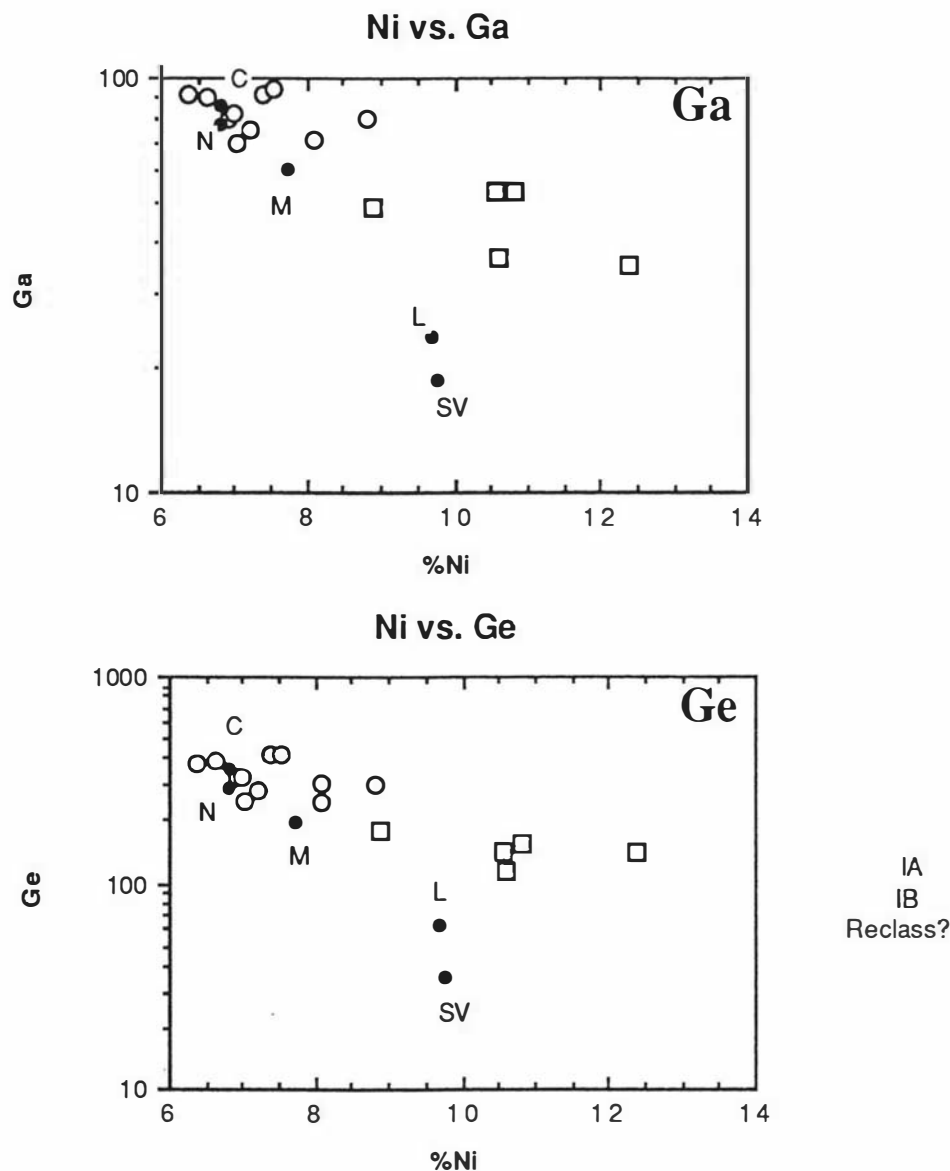 Ni vs. Ga
100
C
Ga
N
M
Ga
L
SV
10
6 8 10 12 14
%Ni
Ni vs. Ge
1000
Ge
C
N
M
IA
Ge
100
L
IB
Reclass?
SV
10
6 8 10 12 14
%Ni